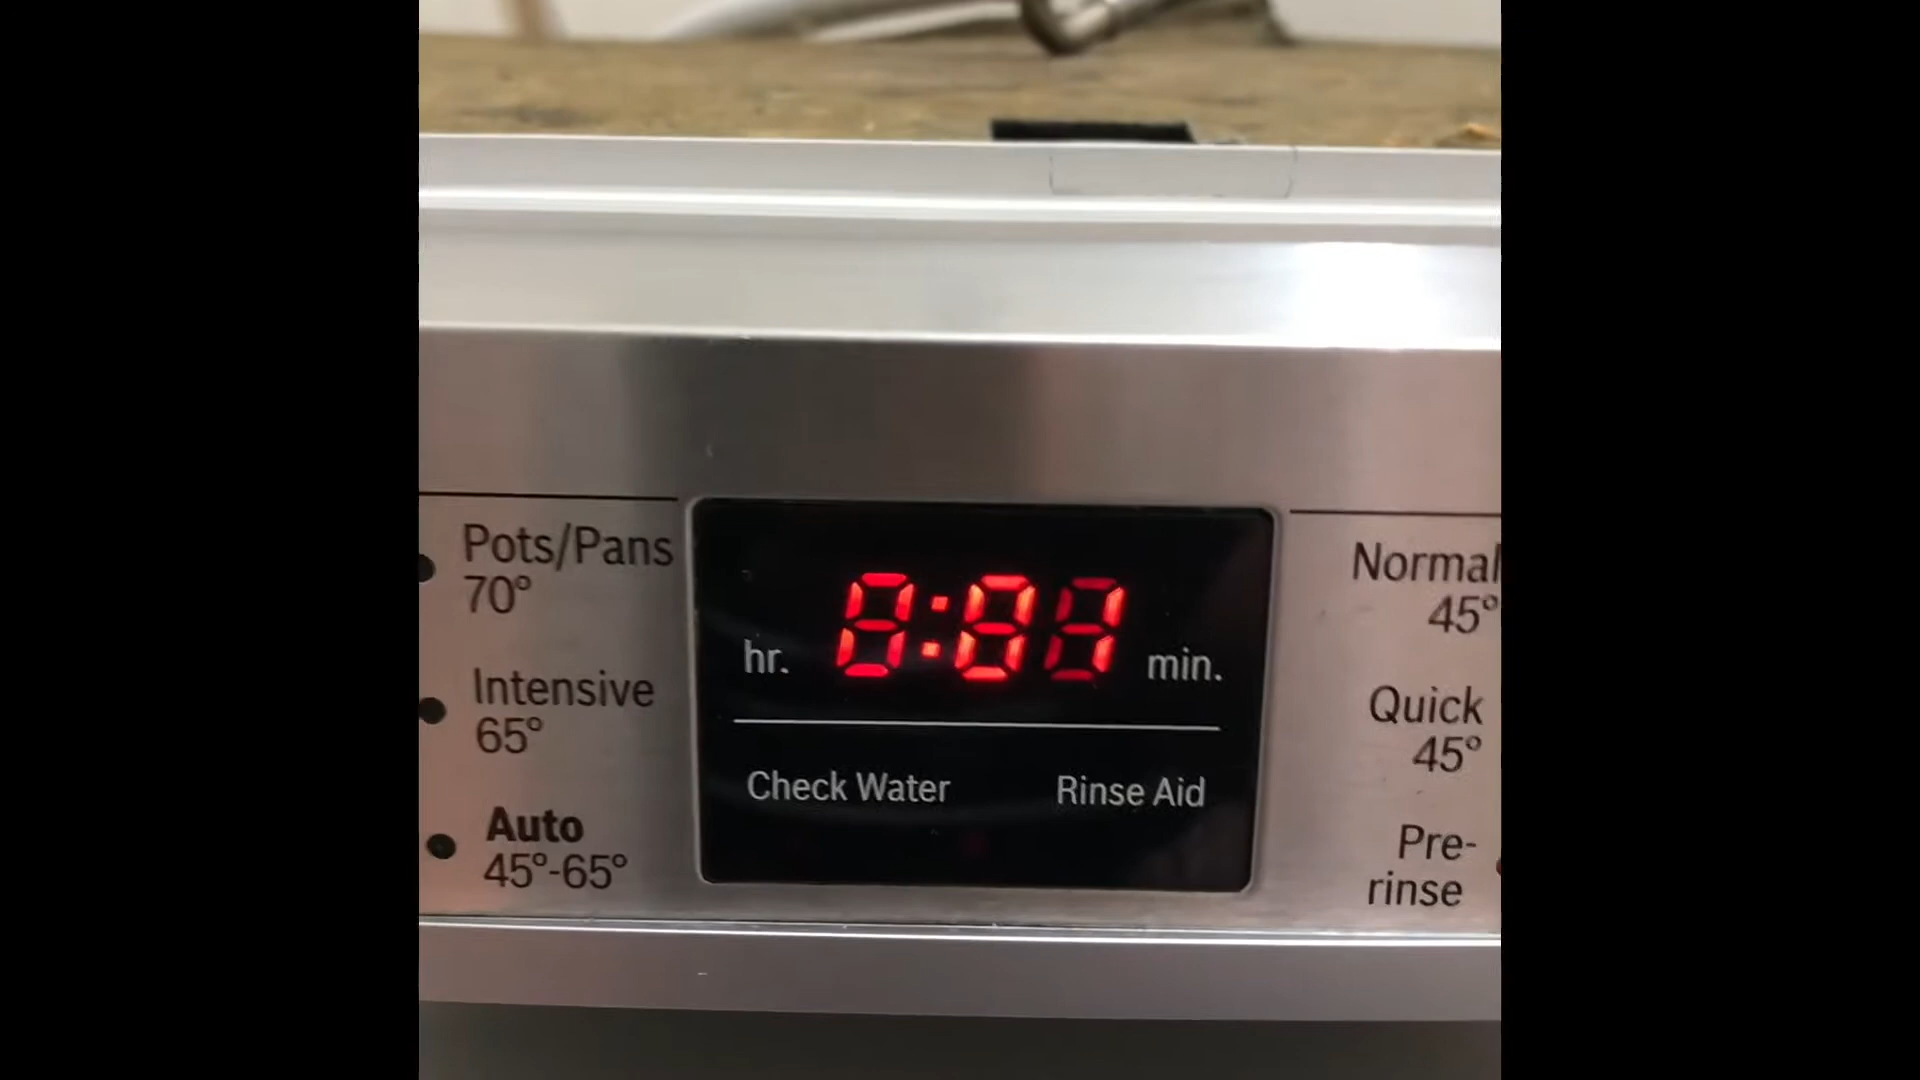 Pots/Pans
70°
Intensive
65°
Auto
45°-65°
hr.
min.
Check Water
Rinse Aid
Normal
45°
Quick
45°
Pre-
rinse